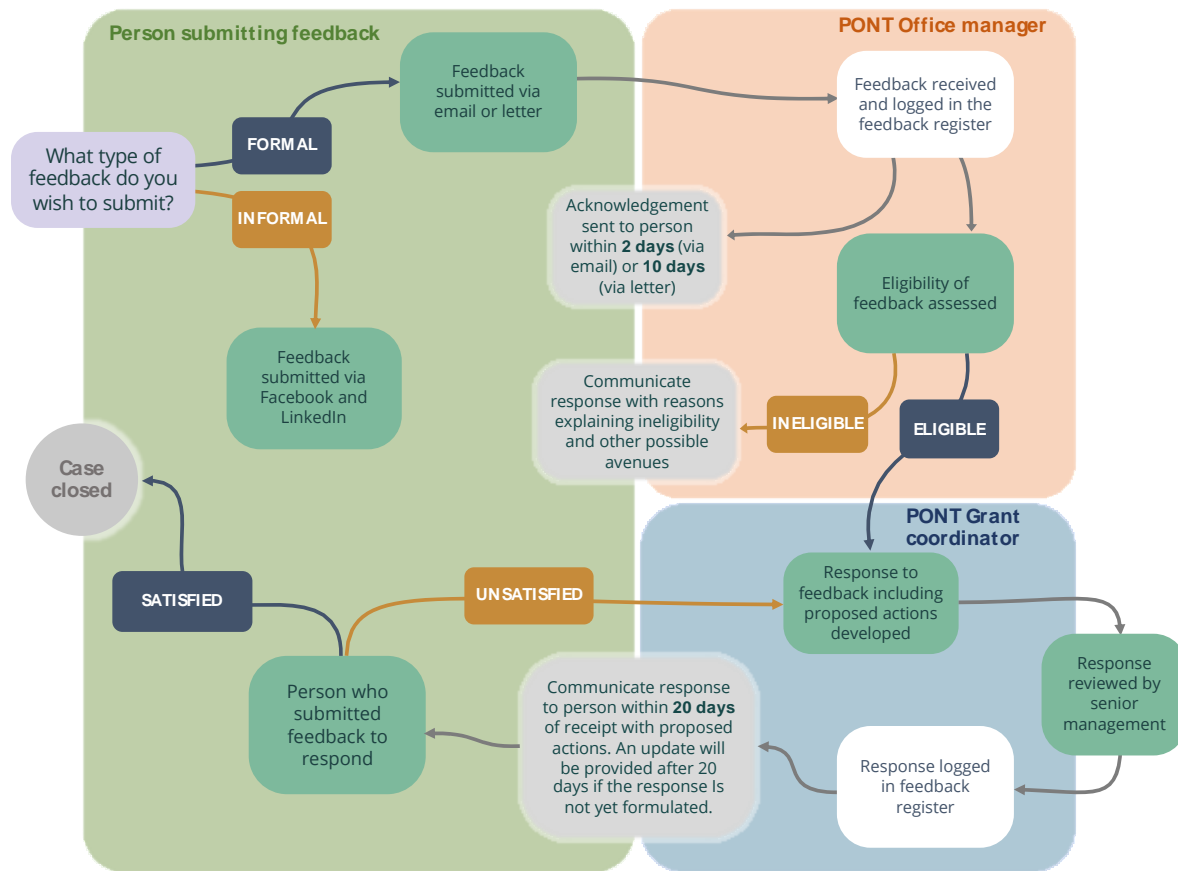 Person submitting feedback
PONT Office manager
Feedback
submitted via
email or letter
Feedback received
and logged in the
feedback register
FORMAL
What type of
feedback do you
wish to submit?
INFORMAL
Acknowledgement
sent to person
within 2 days (via
email) or 10 days
(via letter)
Eligibility of
feedback assessed
Feedback
submitted via
Facebook and
LinkedIn
Communicate
response with reasons
explaining ineligibility
and other possible
avenues
INELIGIBLE
ELIGIBLE
Case
closed
PONT Grant
coordinator
SATISFIED
UNSATISFIED
Response to
feedback including
proposed actions
developed
Response
reviewed by
senior
management
Person who
submitted
feedback to
respond
Communicate response
to person within 20 days
of receipt with proposed
actions. An update will
be provided after 20
days if the response Is
not yet formulated.
Response logged
in feedback
register